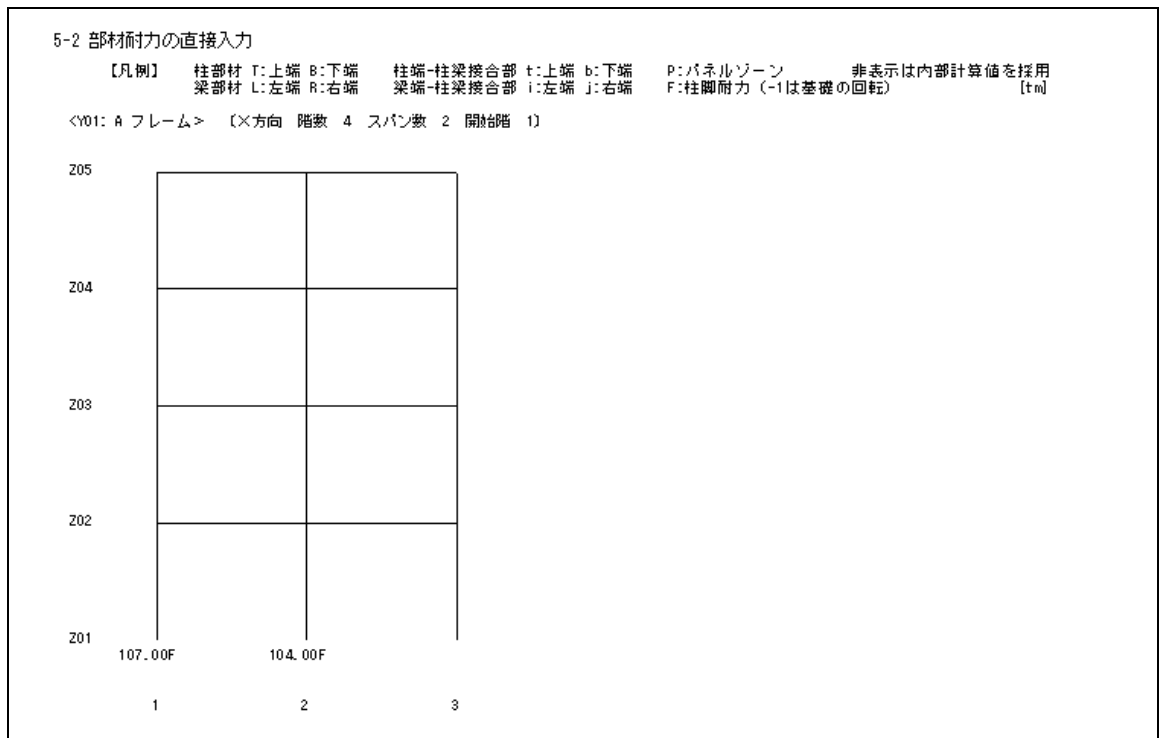 5-2 部材耐力の直接入力
【凡例】 柱部材 T:上端 B:下端 柱端-柱梁接合部 t:上端 b:下端 P:パネルゾーン 非表示は内部計算値を採用
梁部材 L:左端 R:右端 梁端-柱梁接合部 i:左端 j:右端 F:柱脚耐力 (-1は基礎の回転) [tm]
<Y01: A フレーム> 〔X方向 階数 4 スパン数 2 開始階 1〕
Z05
Z04
Z03
Z02
Z01
107.00F 104.00F
1 2 3